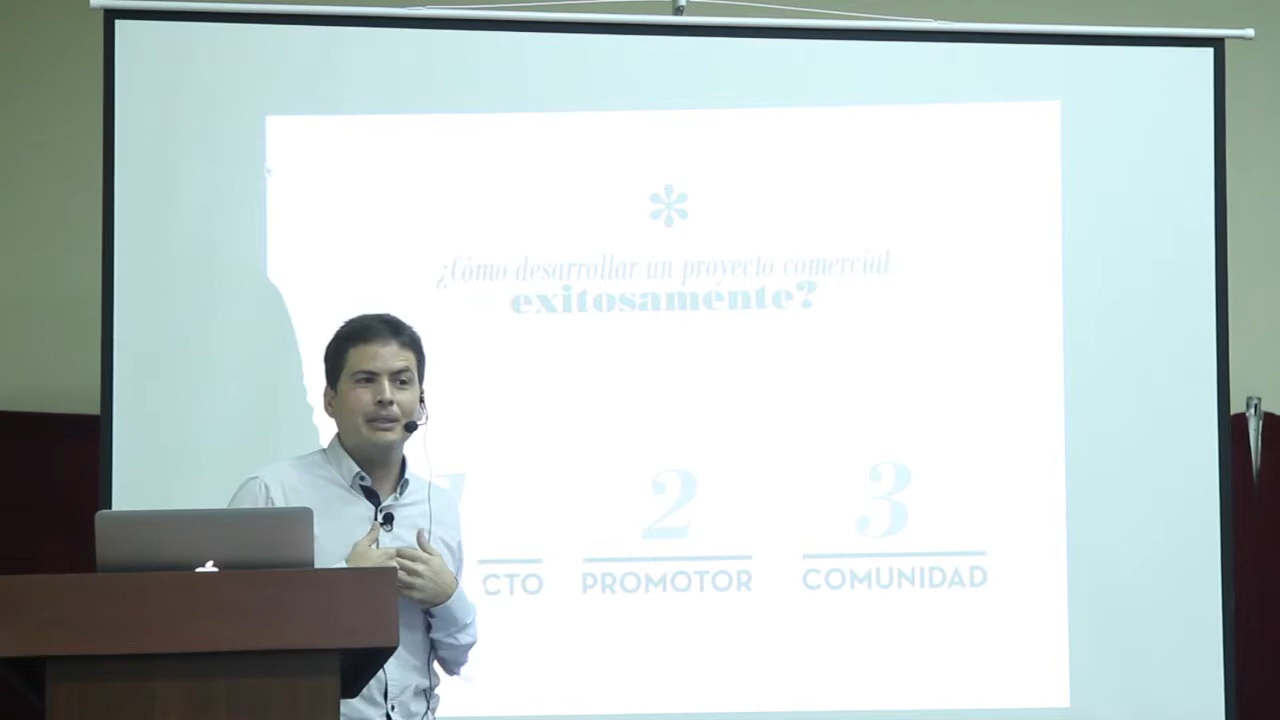 ¿Cómo desarrollar un proyecto comercial
exitosamente?
2 3
CTO PROMOTOR COMUNIDAD